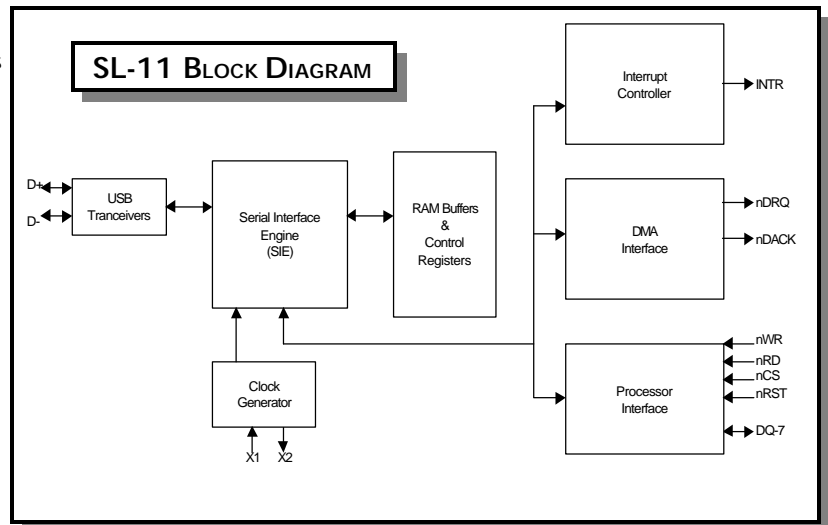 SL-11 BLOCK DIAGRAM
Interrupt
Controller
INTR
D+
D-
USB
Tranceivers
Serial Interface
Engine
(SIE)
RAM Buffers
&
Control
Registers
DMA
Interface
nDRQ
nDACK
Clock
Generator
X1 X2
Processor
Interface
nWR
nRD
nCS
nRST
DQ-7